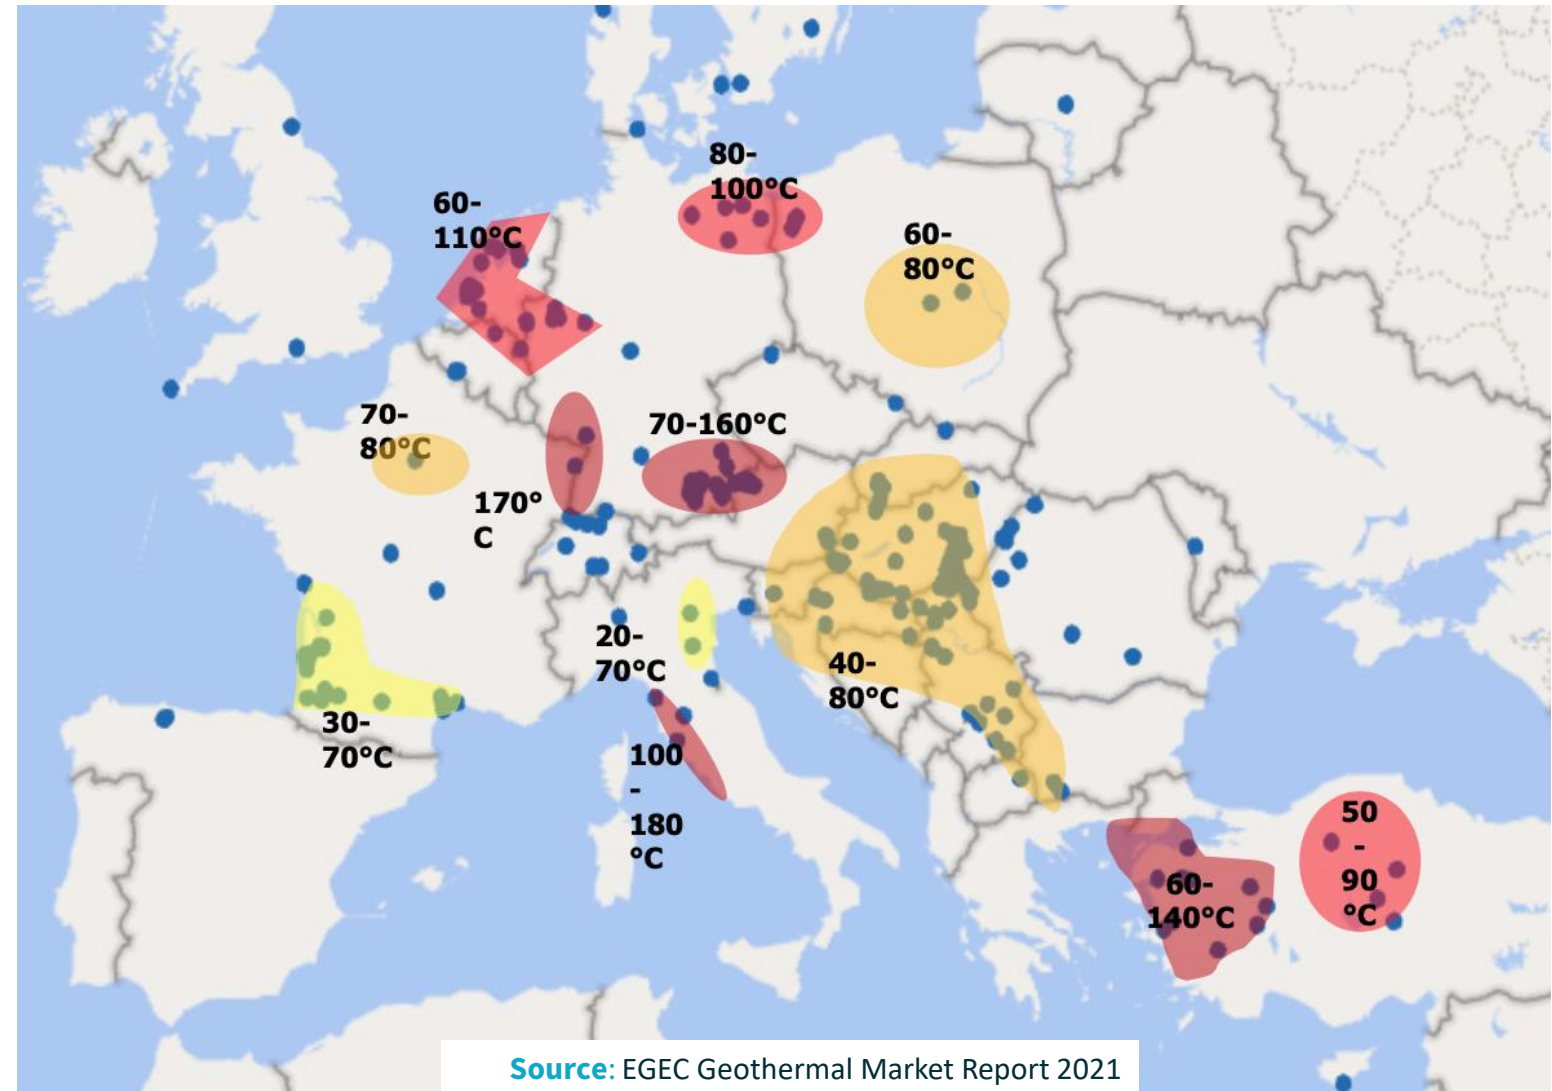 80-
100°C
60-
110°C
60-
80°C
70-
80°C
70-160°C
170°
C
20-
70°C
40-
80°C
30-
70°C
100
-
180
°C
50
-
90
°C
60-
140°C
Source: EGEC Geothermal Market Report 2021